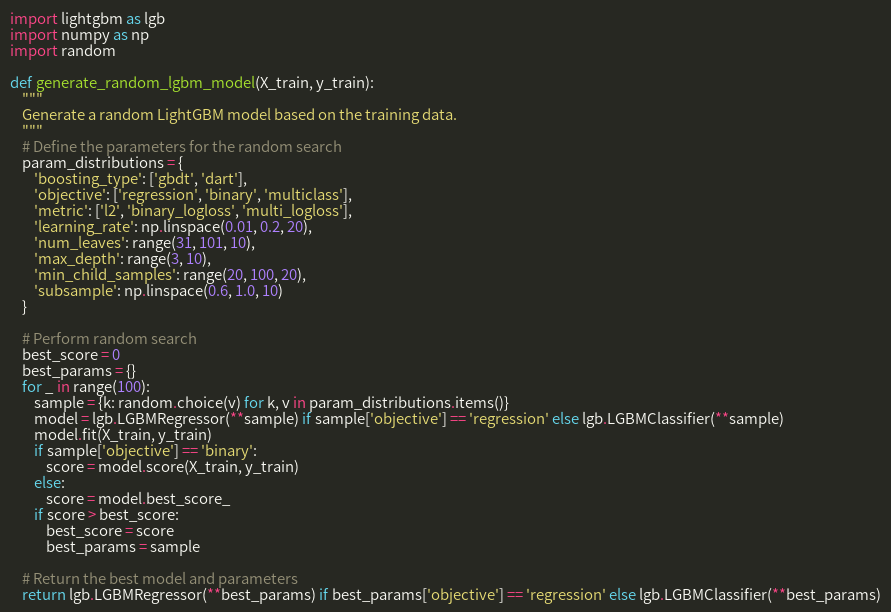 import lightgbm as lgb
import numpy as np
import random

def generate_random_lgbm_model(X_train, y_train):
    """
    Generate a random LightGBM model based on the training data.
    """
    # Define the parameters for the random search
    param_distributions = {
        'boosting_type': ['gbdt', 'dart'],
        'objective': ['regression', 'binary', 'multiclass'],
        'metric': ['l2', 'binary_logloss', 'multi_logloss'],
        'learning_rate': np.linspace(0.01, 0.2, 20),
        'num_leaves': range(31, 101, 10),
        'max_depth': range(3, 10),
        'min_child_samples': range(20, 100, 20),
        'subsample': np.linspace(0.6, 1.0, 10)
    }

    # Perform random search
    best_score = 0
    best_params = {}
    for _ in range(100):
        sample = {k: random.choice(v) for k, v in param_distributions.items()}
        model = lgb.LGBMRegressor(**sample) if sample['objective'] == 'regression' else lgb.LGBMClassifier(**sample)
        model.fit(X_train, y_train)
        if sample['objective'] == 'binary':
            score = model.score(X_train, y_train)
        else:
            score = model.best_score_
        if score > best_score:
            best_score = score
            best_params = sample

    # Return the best model and parameters
    return lgb.LGBMRegressor(**best_params) if best_params['objective'] == 'regression' else lgb.LGBMClassifier(**best_params)